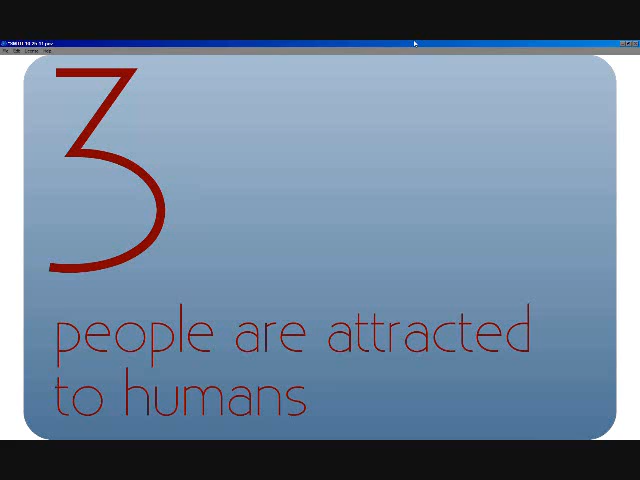 3
people are attracted
to humans